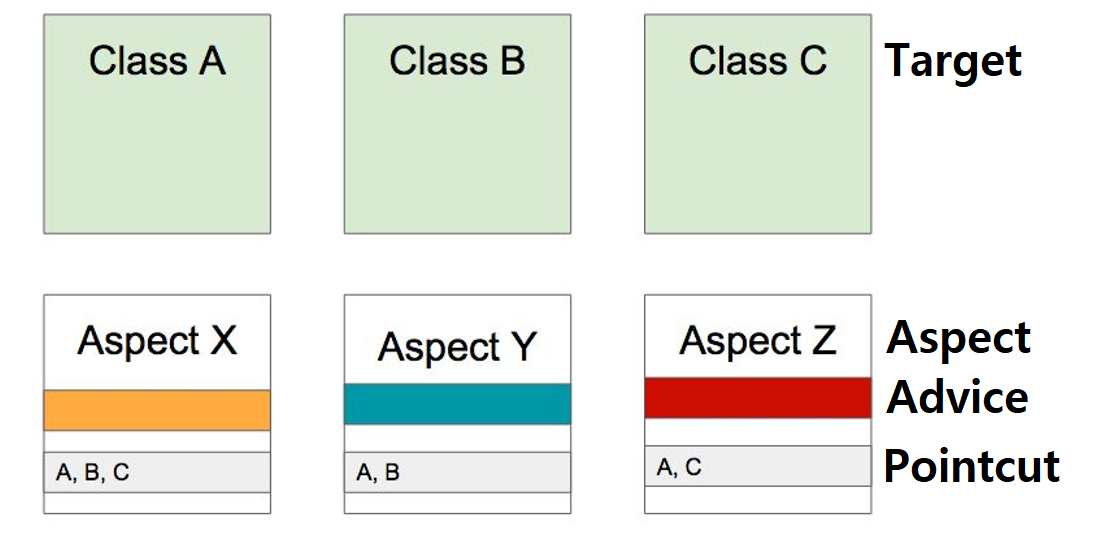 Class A
Class B
Class C
Target
Aspect X
Aspect Y
Aspect Z
Aspect
Advice
A, B, C
A, B
A, C
Pointcut